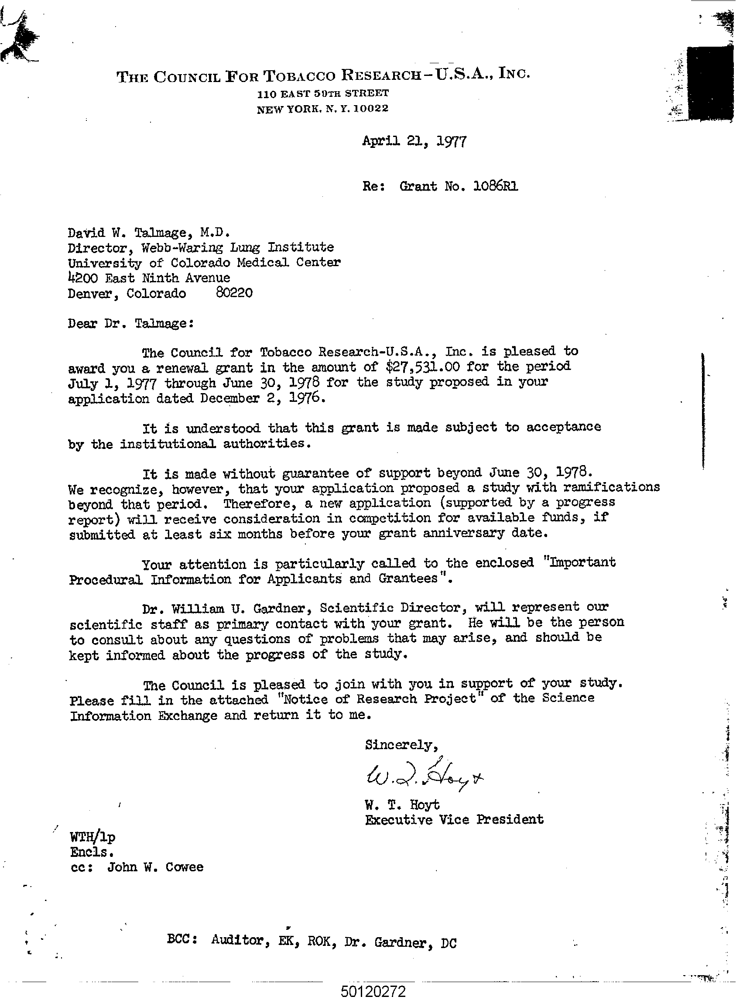 THE COUNCIL FOR TOBACCO RESEARCH-U.S.A., INC.
110 EAST 59TH STREET
NEW YORK, N. Y. 10022
April 21, 1977
Re: Grant No. 1086R1
David W. Talmage, M.D.
Director, Webb-Waring Lung Institute
University of Colorado Medical Center
4200 East Ninth Avenue
Denver, Colorado 80220
Dear Dr. Talmage:
The Council for Tobacco Research-U.S.A., Inc. is pleased to
award you a renewal grant in the amount of $27,531.00 for the period
July 1, 1977 through June 30, 1978 for the study proposed in your
application dated December 2, 1976.
It is understood that this grant is made subject to acceptance
by the institutional authorities.
It is made without guarantee of support beyond June 30, 1978.
We recognize, however, that your application proposed a study with ramifications
beyond that period. Therefore, a new application (supported by a progress
report) will receive consideration in competition for available funds, if
submitted at least six months before your grant anniversary date.
Your attention is particularly called to the enclosed "Important
Procedural Information for Applicants and Grantees".
Dr. William U. Gardner, Scientific Director, will represent our
scientific staff as primary contact with your grant. He will be the person
to consult about any questions of problems that may arise, and should be
kept informed about the progress of the study.
The Council is pleased to join with you in support of your study.
Please fill in the attached "Notice of Research Project" of the Science
Information Exchange and return it to me.
Sincerely,
W. T. Hoyt
W. T. Hoyt
Executive Vice President
WTH/lp
Encls.
cc: John W. Cowee
BCC: Auditor, EK, ROK, Dr. Gardner, DC
50120272